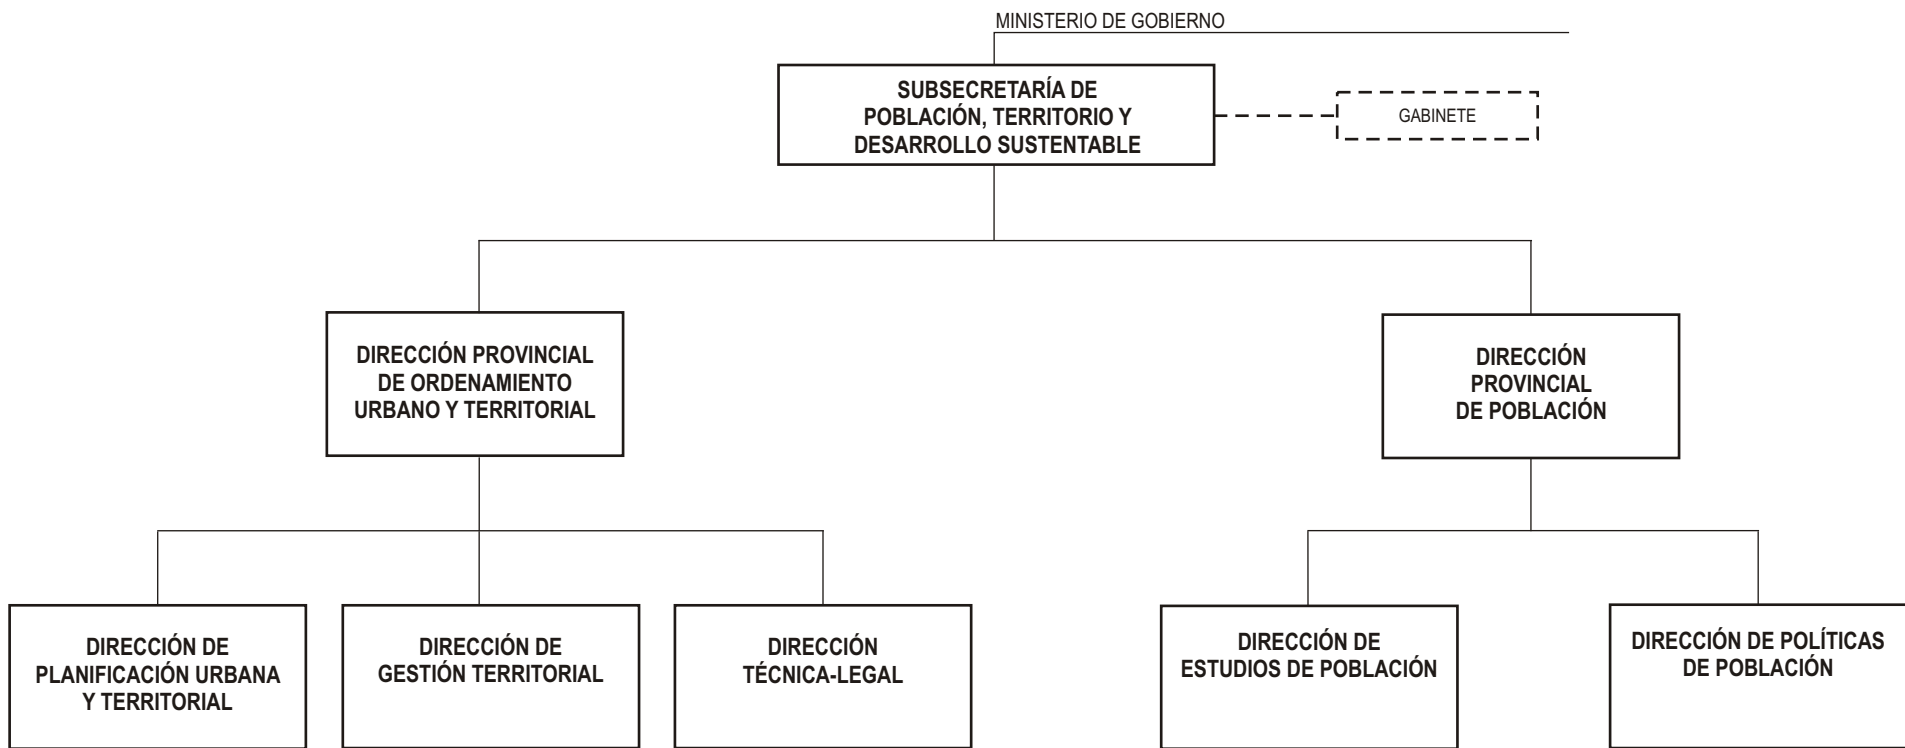 MINISTERIO DE GOBIERNO
SUBSECRETARÍA DE
POBLACIÓN, TERRITORIO Y
DESARROLLO SUSTENTABLE
GABINETE
DIRECCIÓN PROVINCIAL
DE ORDENAMIENTO
URBANO Y TERRITORIAL
DIRECCIÓN
PROVINCIAL
DE POBLACIÓN
DIRECCIÓN DE
PLANIFICACIÓN URBANA
Y TERRITORIAL
DIRECCIÓN DE
GESTIÓN TERRITORIAL
DIRECCIÓN
TÉCNICA-LEGAL
DIRECCIÓN DE
ESTUDIOS DE POBLACIÓN
DIRECCIÓN DE POLÍTICAS
DE POBLACIÓN